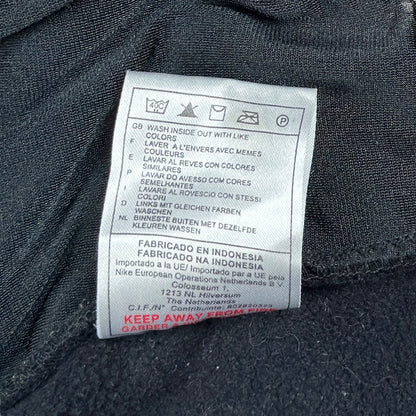 GB WASH INSIDE OUT WITH LIKE
COLORS
F LAVER A L'ENVERS AVEC MEMES
COULEURS
E LAVAR AL REVES CON COLORES
SIMILARES
P LAVAR DO AVESSO COM CORES
SEMELHANTES
I LAVARE AL ROVESCIO CON STESSI
COLORI
D LINKS MIT GLEICHEN FARBEN
WASCHEN
NL BINNESTE BUITEN MET DEZELFDE
KLEUREN WASSEN
FABRICADO EN INDONESIA
FABRICADO NA INDONESIA
Importado a la UE/ Importado a UE pela
Nike European Operations Netherlands B.V.
Colosseum 1,
1213 NL Hilversum
The Netherlands
C.I.F./N° Contribuinte:
KEEP AWAY FROM FIRE